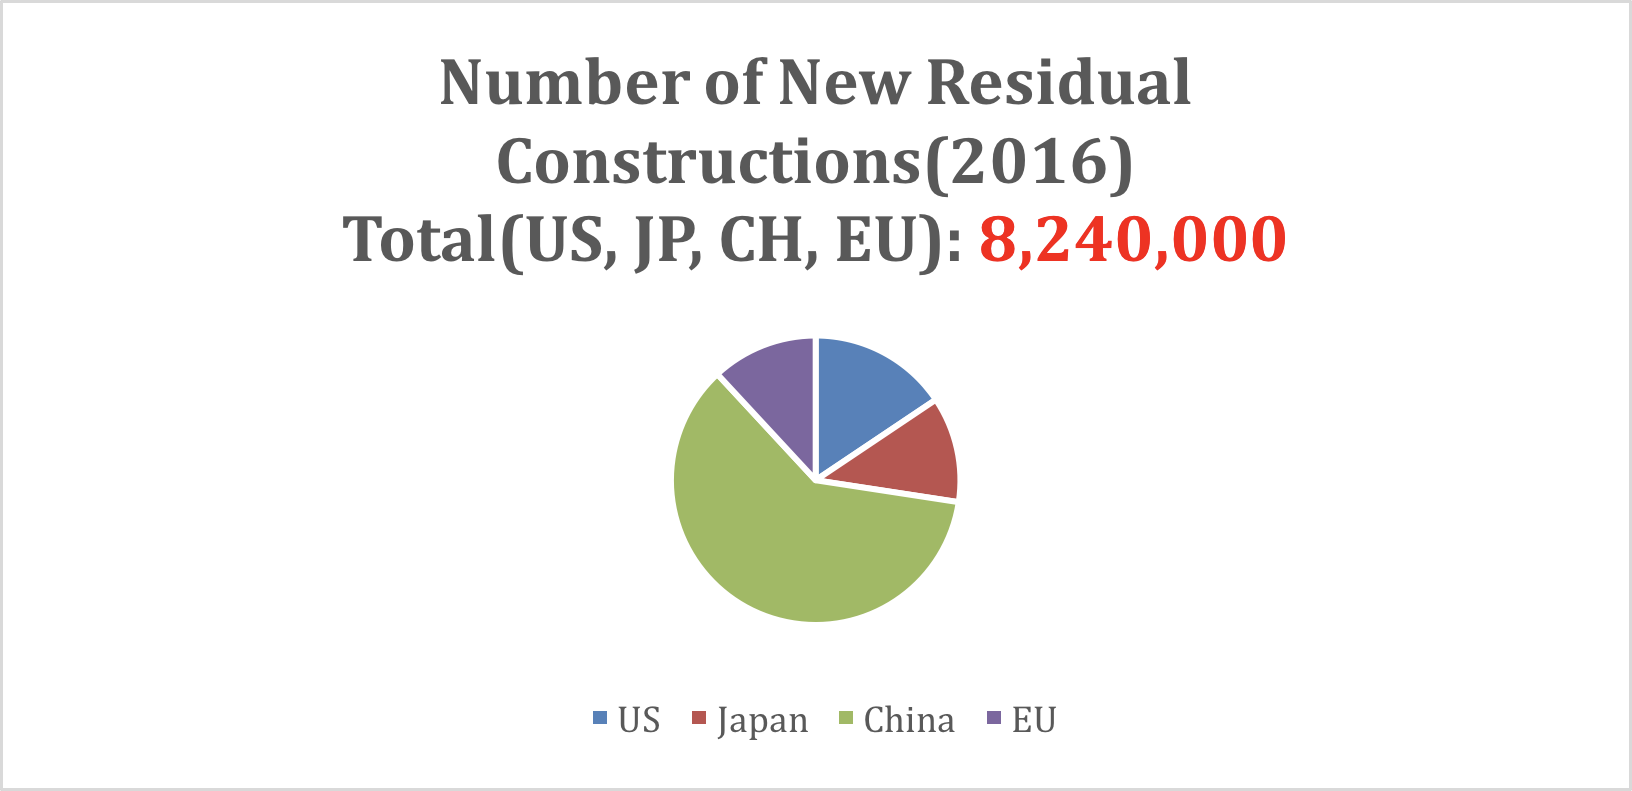 Number of New Residual
Constructions(2016)
Total(US, JP, CH, EU): 8,240,000
US Japan China EU